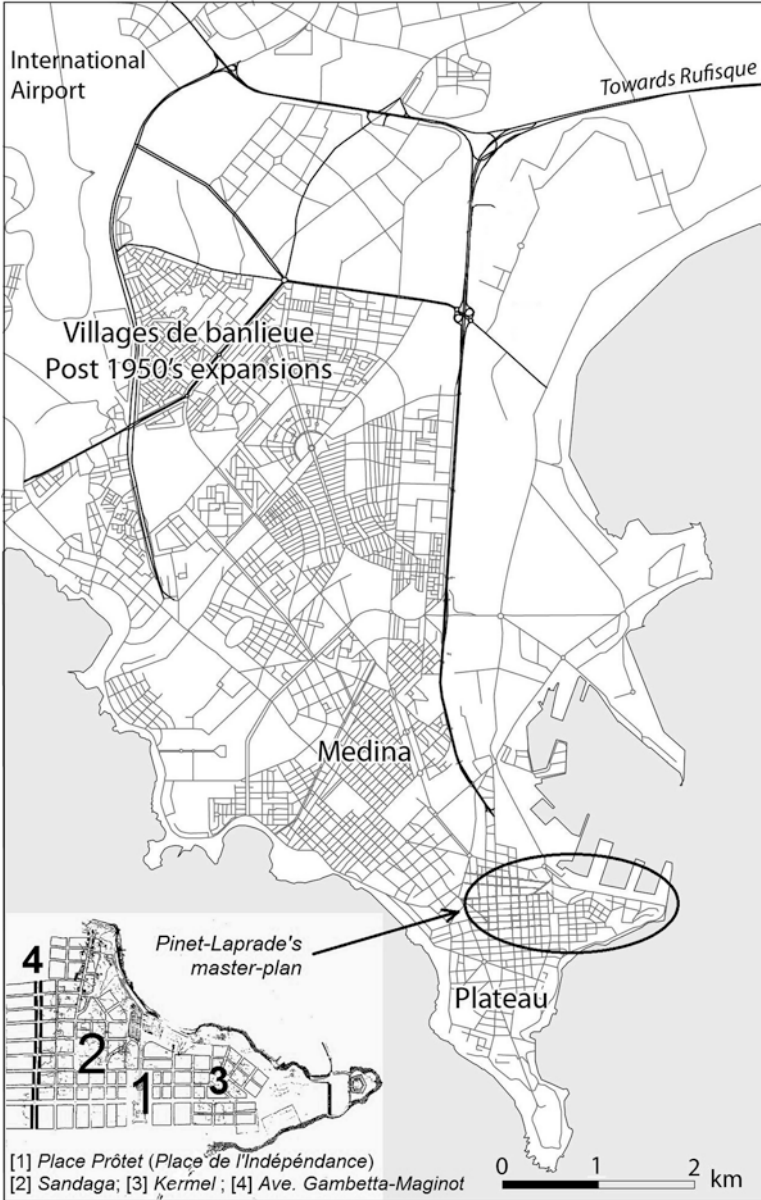 International
Airport
Towards Rufisque
Villages de banlieue
Post 1950's expansions
Medina
Pinet-Laprade's
master-plan
Plateau
4
2
1
3
[1] Place Prôtet (Place de l'Indépéndance)
[2] Sandaga; [3] Kermel ; [4] Ave. Gambetta-Maginot
0 1 2 km